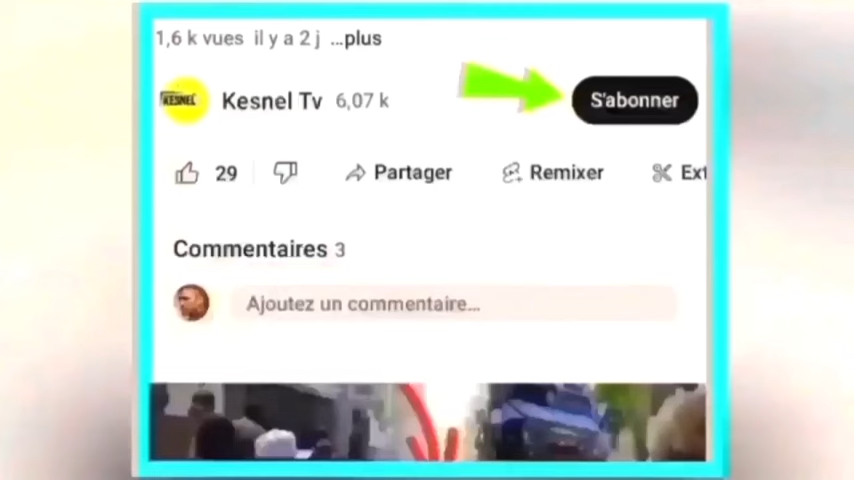 1,6 k vues il y a 2 j ...plus
KESNEL
Kesnel Tv 6,07 k
S'abonner
29 Partager Remixer Ext
Commentaires 3
Ajoutez un commentaire...